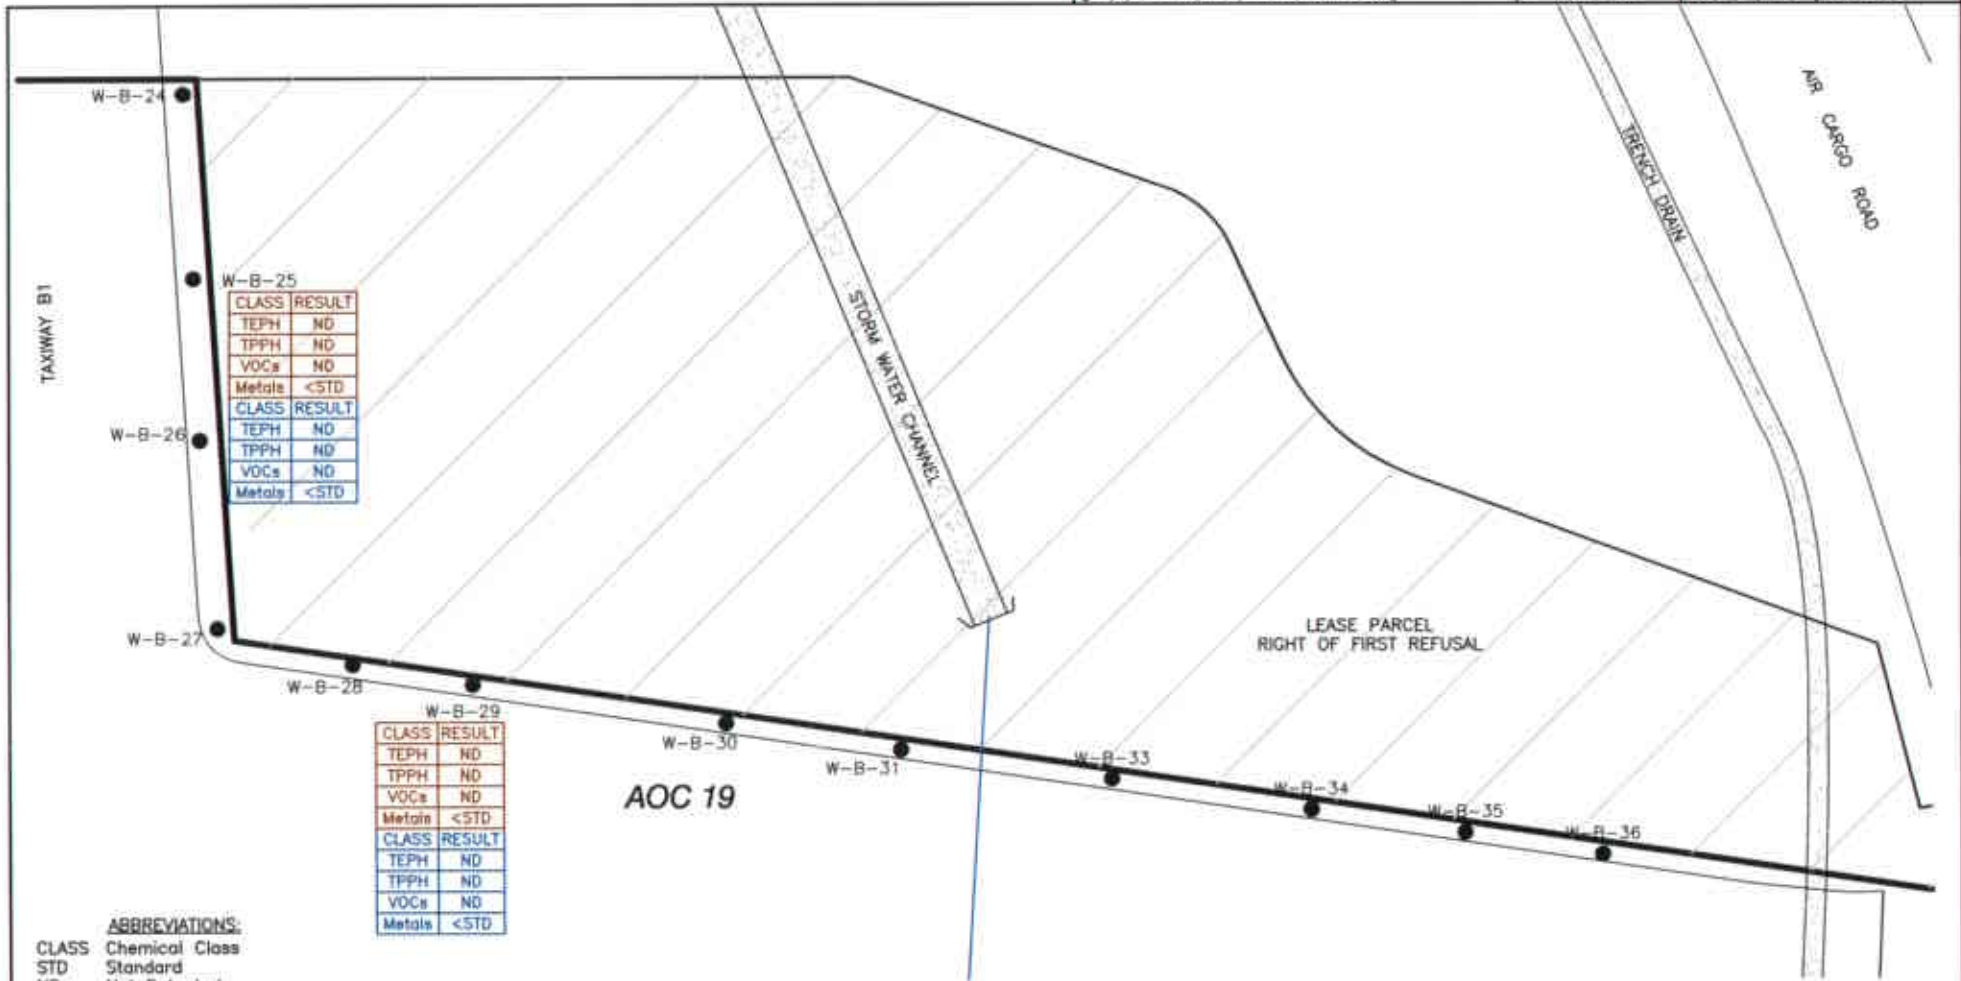 W-B-24
AIR CARGO ROAD
TRENCH DRAIN
TAXIWAY B1
W-B-25
CLASS RESULT
TEPH ND
TPPH ND
VOCs ND
Metals <STD
CLASS RESULT
TEPH ND
TPPH ND
VOCs ND
Metals <STD
STORM WATER CHANNEL
W-B-26
W-B-27
LEASE PARCEL
RIGHT OF FIRST REFUSAL
W-B-28
W-B-29
CLASS RESULT
TEPH ND
TPPH ND
VOCs ND
Metals <STD
CLASS RESULT
TEPH ND
TPPH ND
VOCs ND
Metals <STD
W-B-30
W-B-31
W-B-33
W-B-34
W-B-35
W-B-36
AOC 19
ABBREVIATIONS:
CLASS Chemical Class
STD Standard